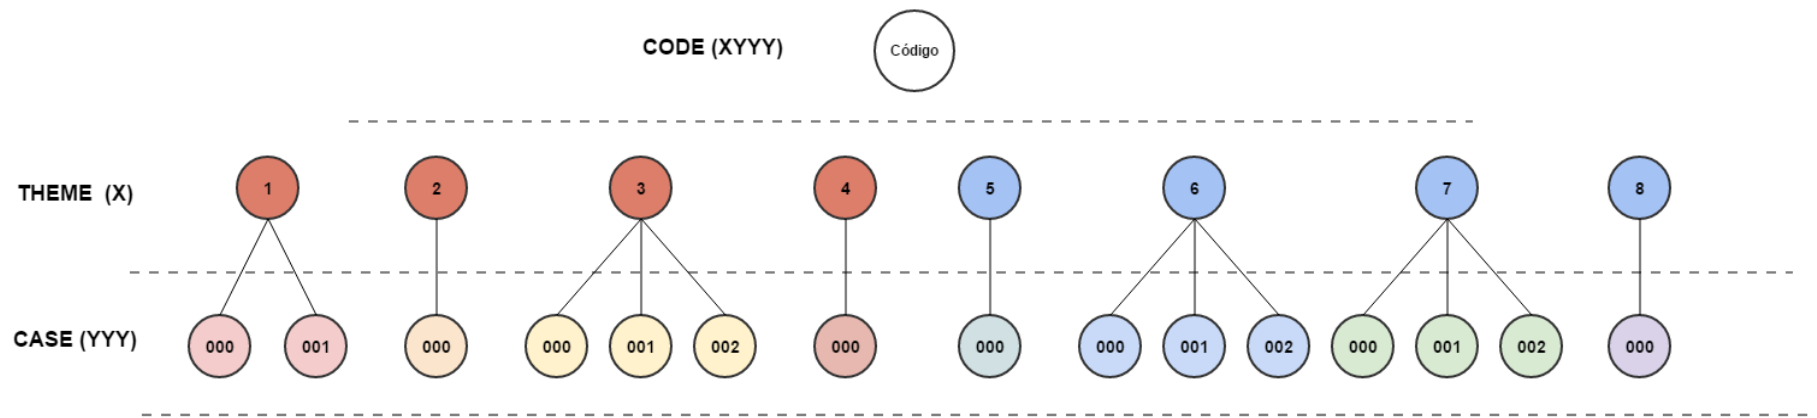 CODE (XYYY)
Código
THEME (X)
1 2 3 4 5 6 7 8
CASE (YYY)
000 001 000 000 001 002 000 000 000 001 002 000 001 002 000